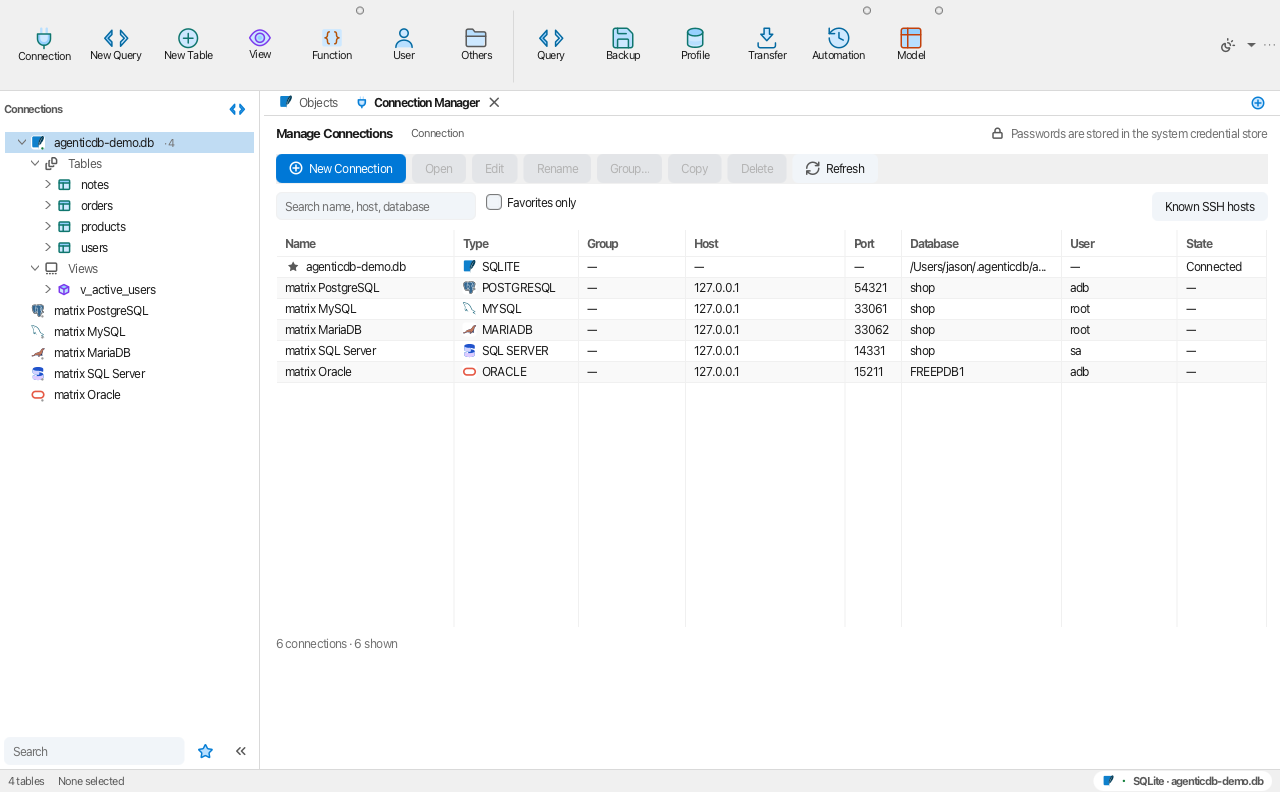 Connection
New Query
New Table
View
Function
User
Others
Query
Backup
Profile
Transfer
Automation
Model
Connections
Objects
Connection Manager
agenticdb-demo.db · 4
Tables
notes
orders
products
users
Views
v_active_users
matrix PostgreSQL
matrix MySQL
matrix MariaDB
matrix SQL Server
matrix Oracle
Manage Connections Connection
Passwords are stored in the system credential store
New Connection Open Edit Rename Group... Copy Delete Refresh
Search name, host, database Favorites only Known SSH hosts
Name Type Group Host Port Database User State
agenticdb-demo.db SQLITE — — — /Users/jason/.agenticdb/a... — Connected
matrix PostgreSQL POSTGRESQL — 127.0.0.1 54321 shop adb —
matrix MySQL MYSQL — 127.0.0.1 33061 shop root —
matrix MariaDB MARIADB — 127.0.0.1 33062 shop root —
matrix SQL Server SQL SERVER — 127.0.0.1 14331 shop sa —
matrix Oracle ORACLE — 127.0.0.1 15211 FREEPDB1 adb —
6 connections · 6 shown
Search
4 tables None selected
SQLite · agenticdb-demo.db